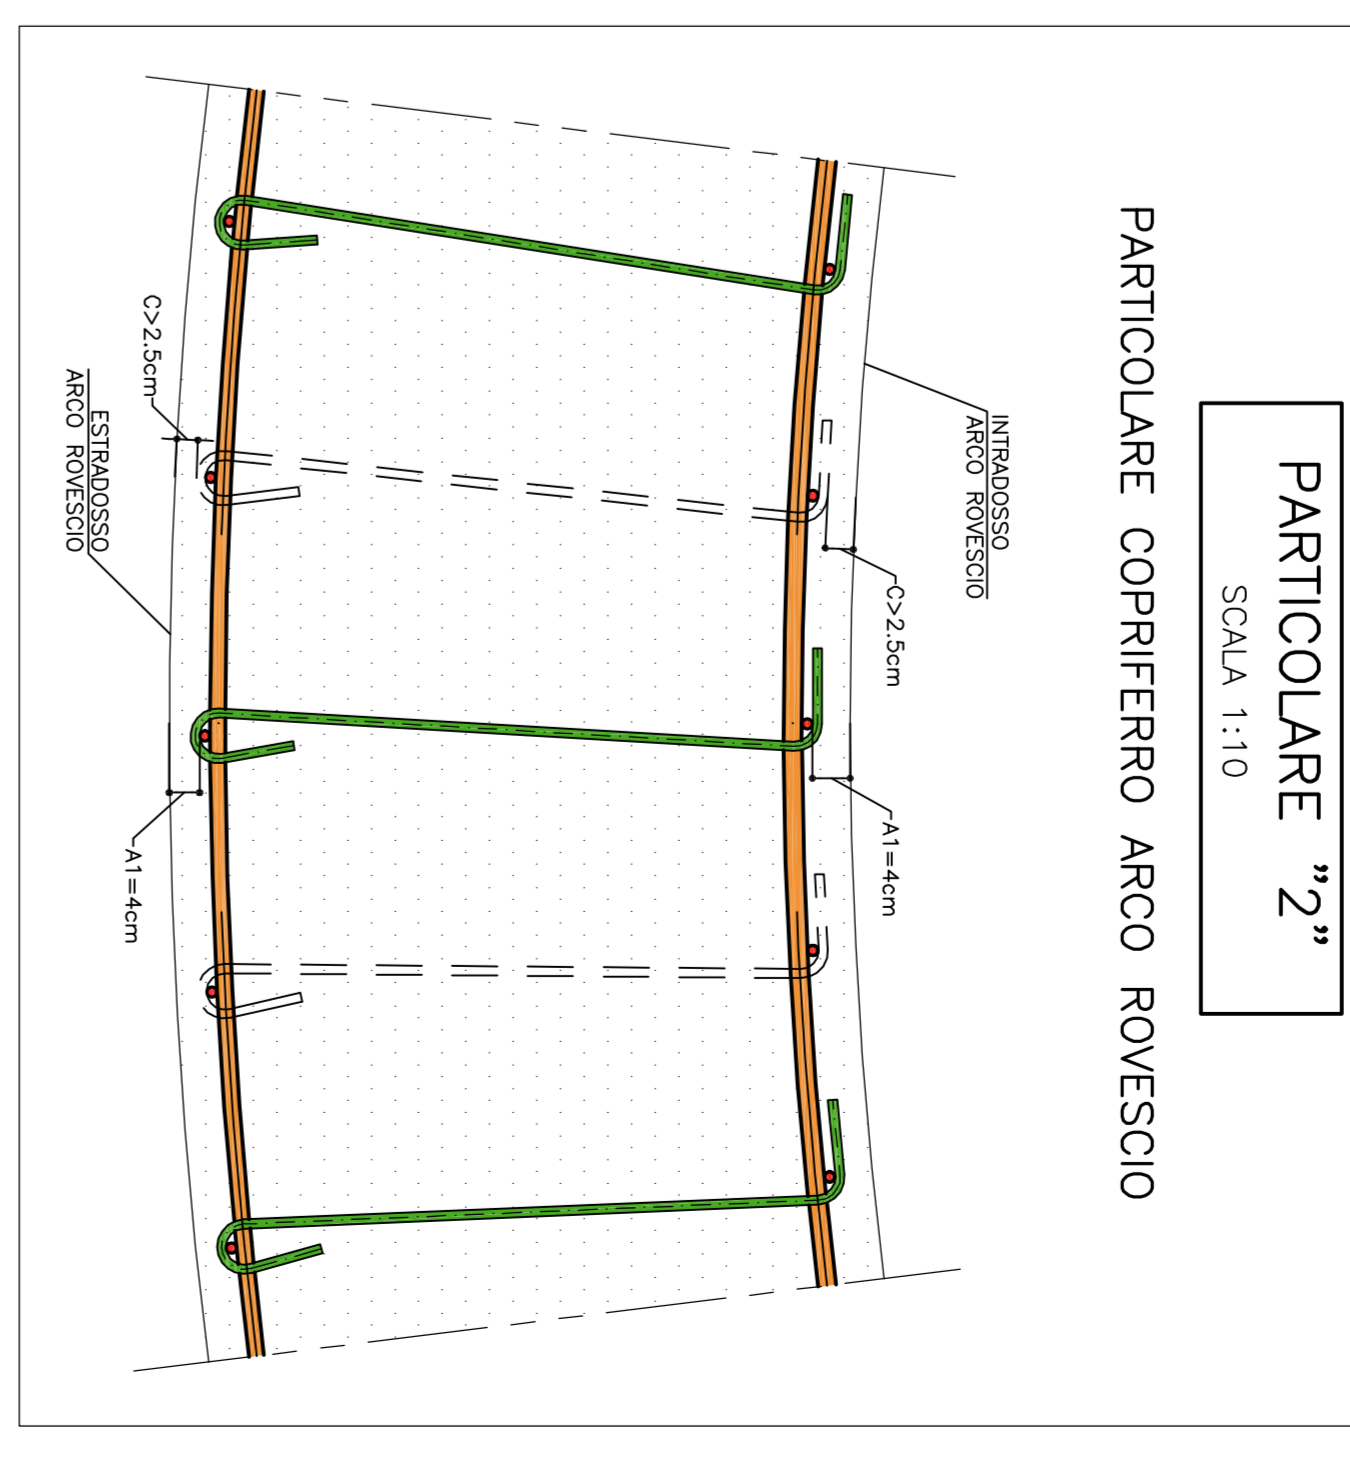 PARTICOLARE "2"
SCALA 1:10
PARTICOLARE COPRIFERRO ARCO ROVESCIO
INTRADOSSO
ARCO ROVESCIO
C>2.5cm
A1=4cm
C>2.5cm
A1=4cm
ESTRADOSSO
ARCO ROVESCIO